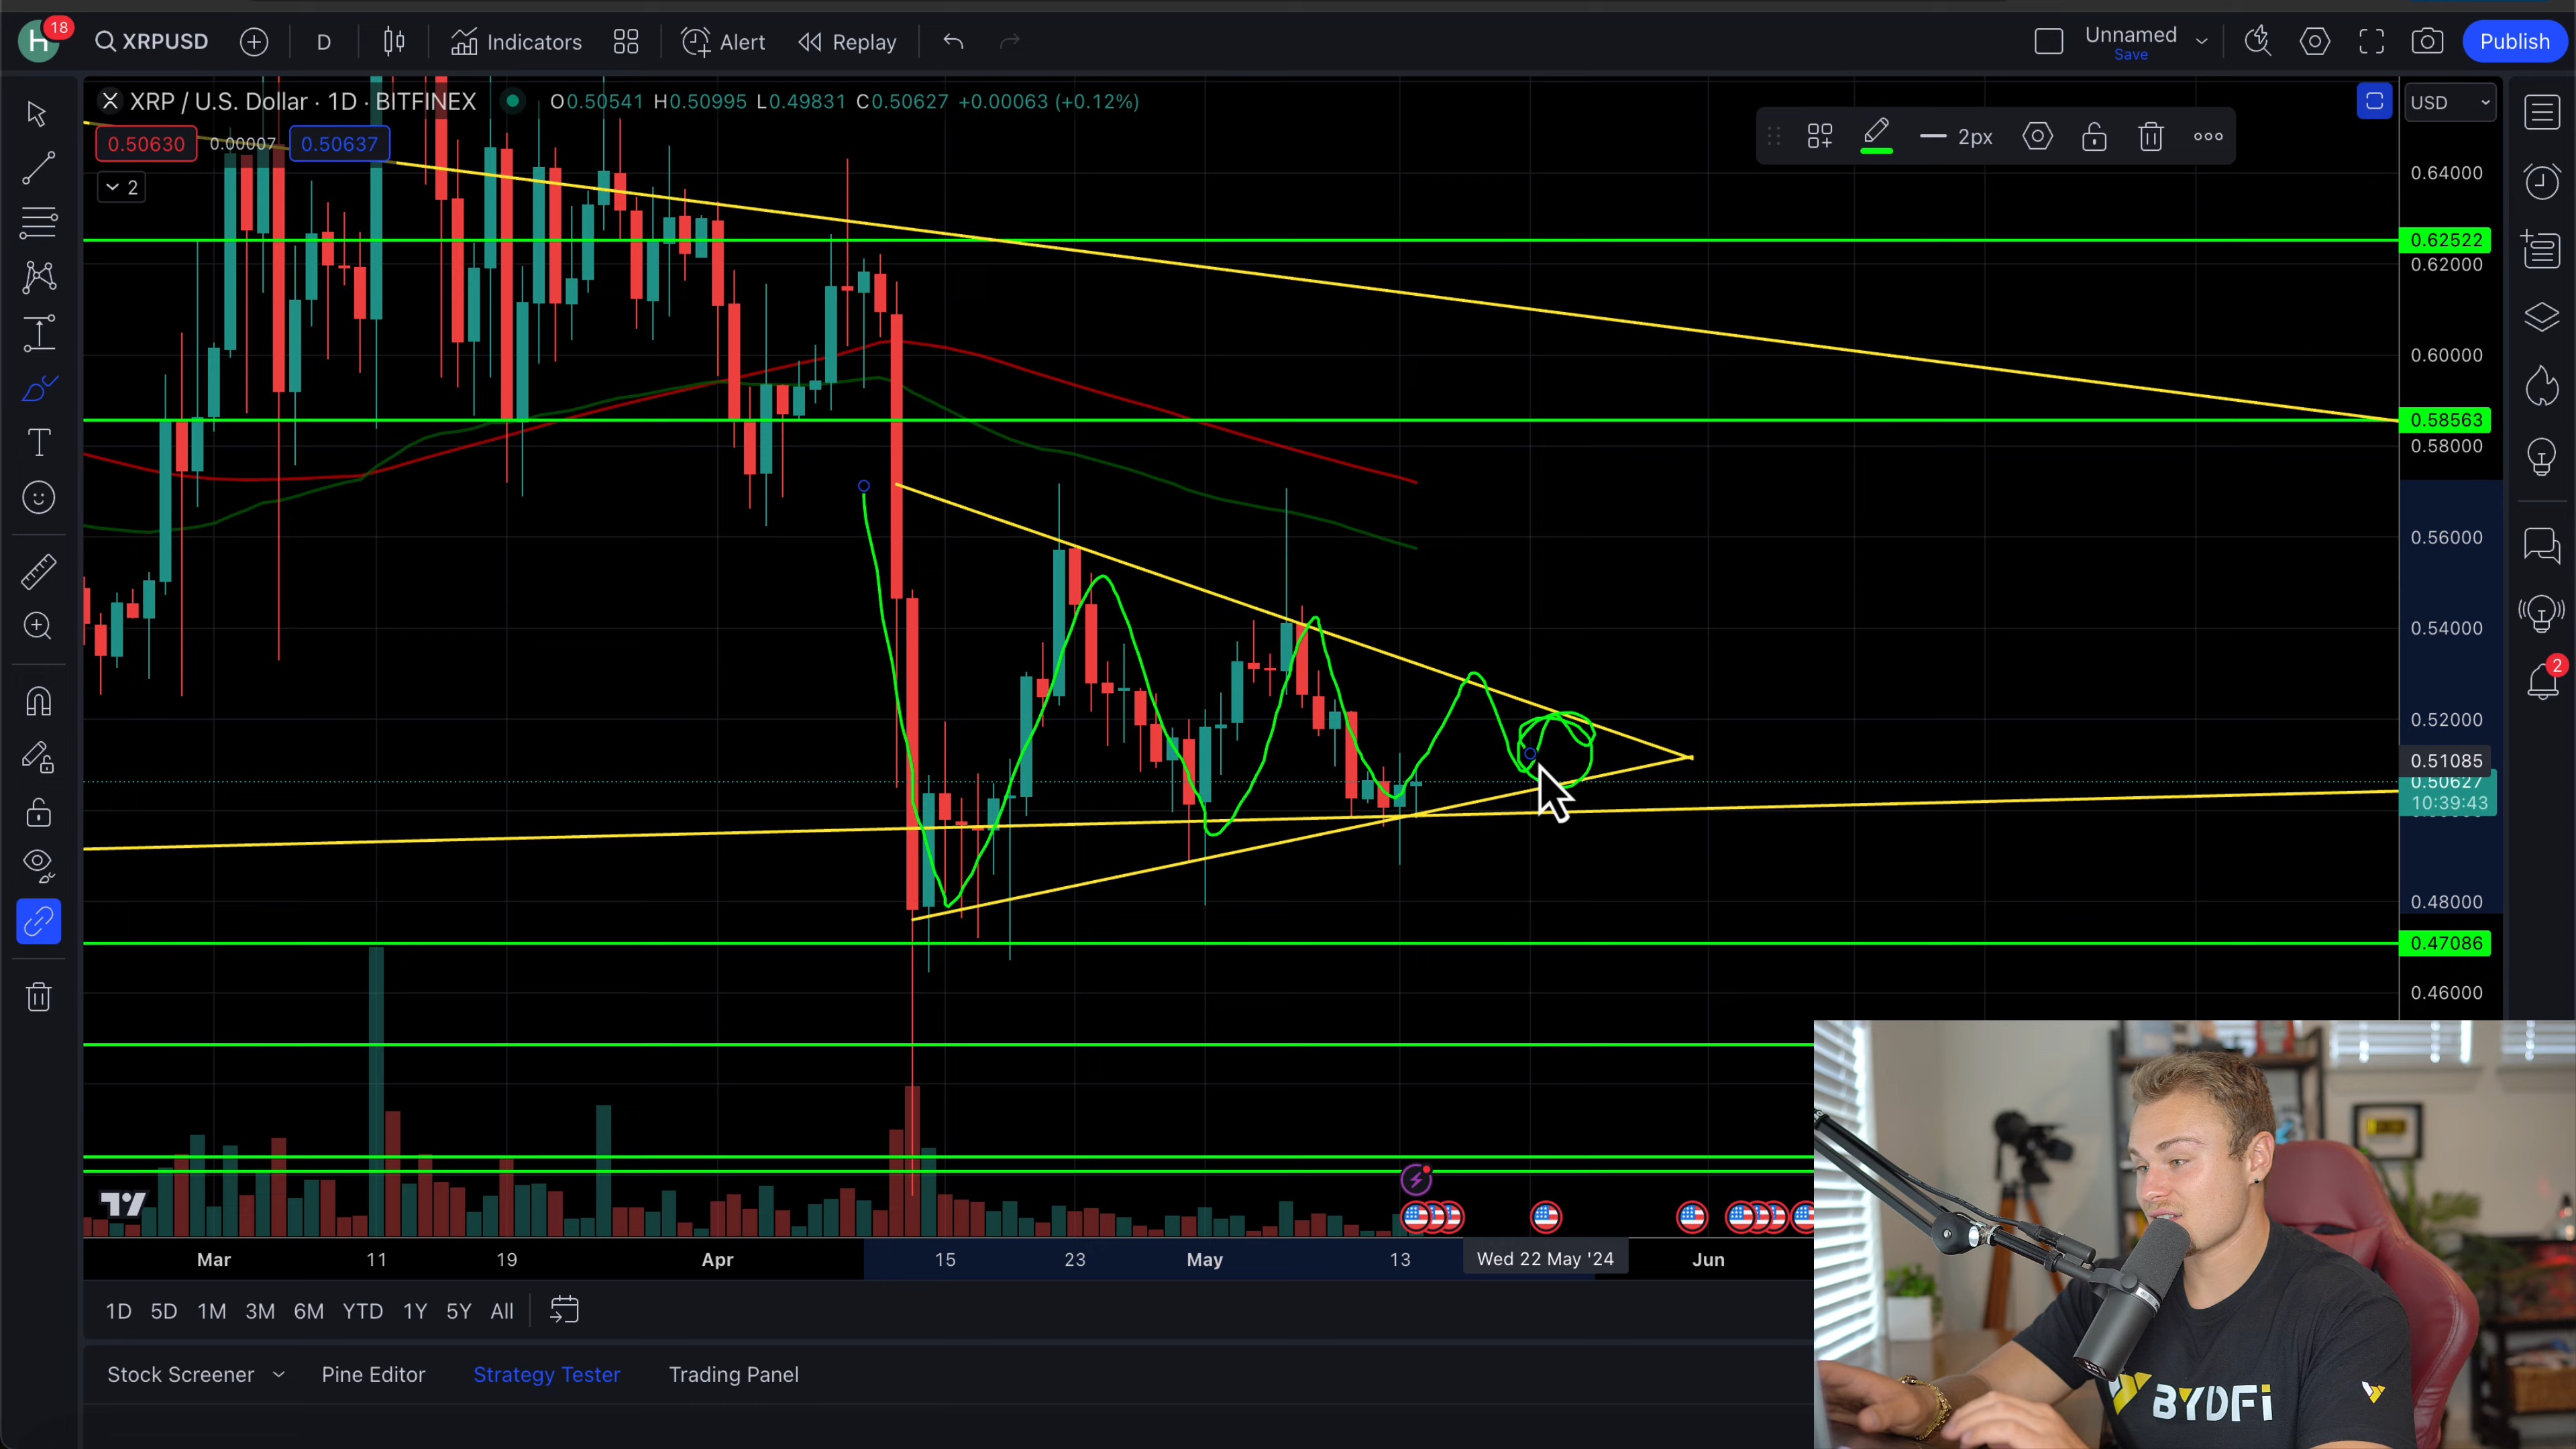 H 18 XRPUSD D Indicators Alert Replay Unnamed Publish
Save
XRP / U.S. Dollar · 1D · BITFINEX O0.50541 H0.50995 L0.49831 C0.50627 +0.00063 (+0.12%) USD
0.50630 0.00007 0.50637 2px
2
0.64000
0.62522
0.62000
0.60000
0.58563
0.58000
0.56000
0.54000
0.52000
0.51085
0.50627
10:39:43
0.48000
0.47086
0.46000
2
Mar 11 19 Apr 15 23 May 13 Wed 22 May '24 Jun
1D 5D 1M 3M 6M YTD 1Y 5Y All
Stock Screener Pine Editor Strategy Tester Trading Panel
BYDFi